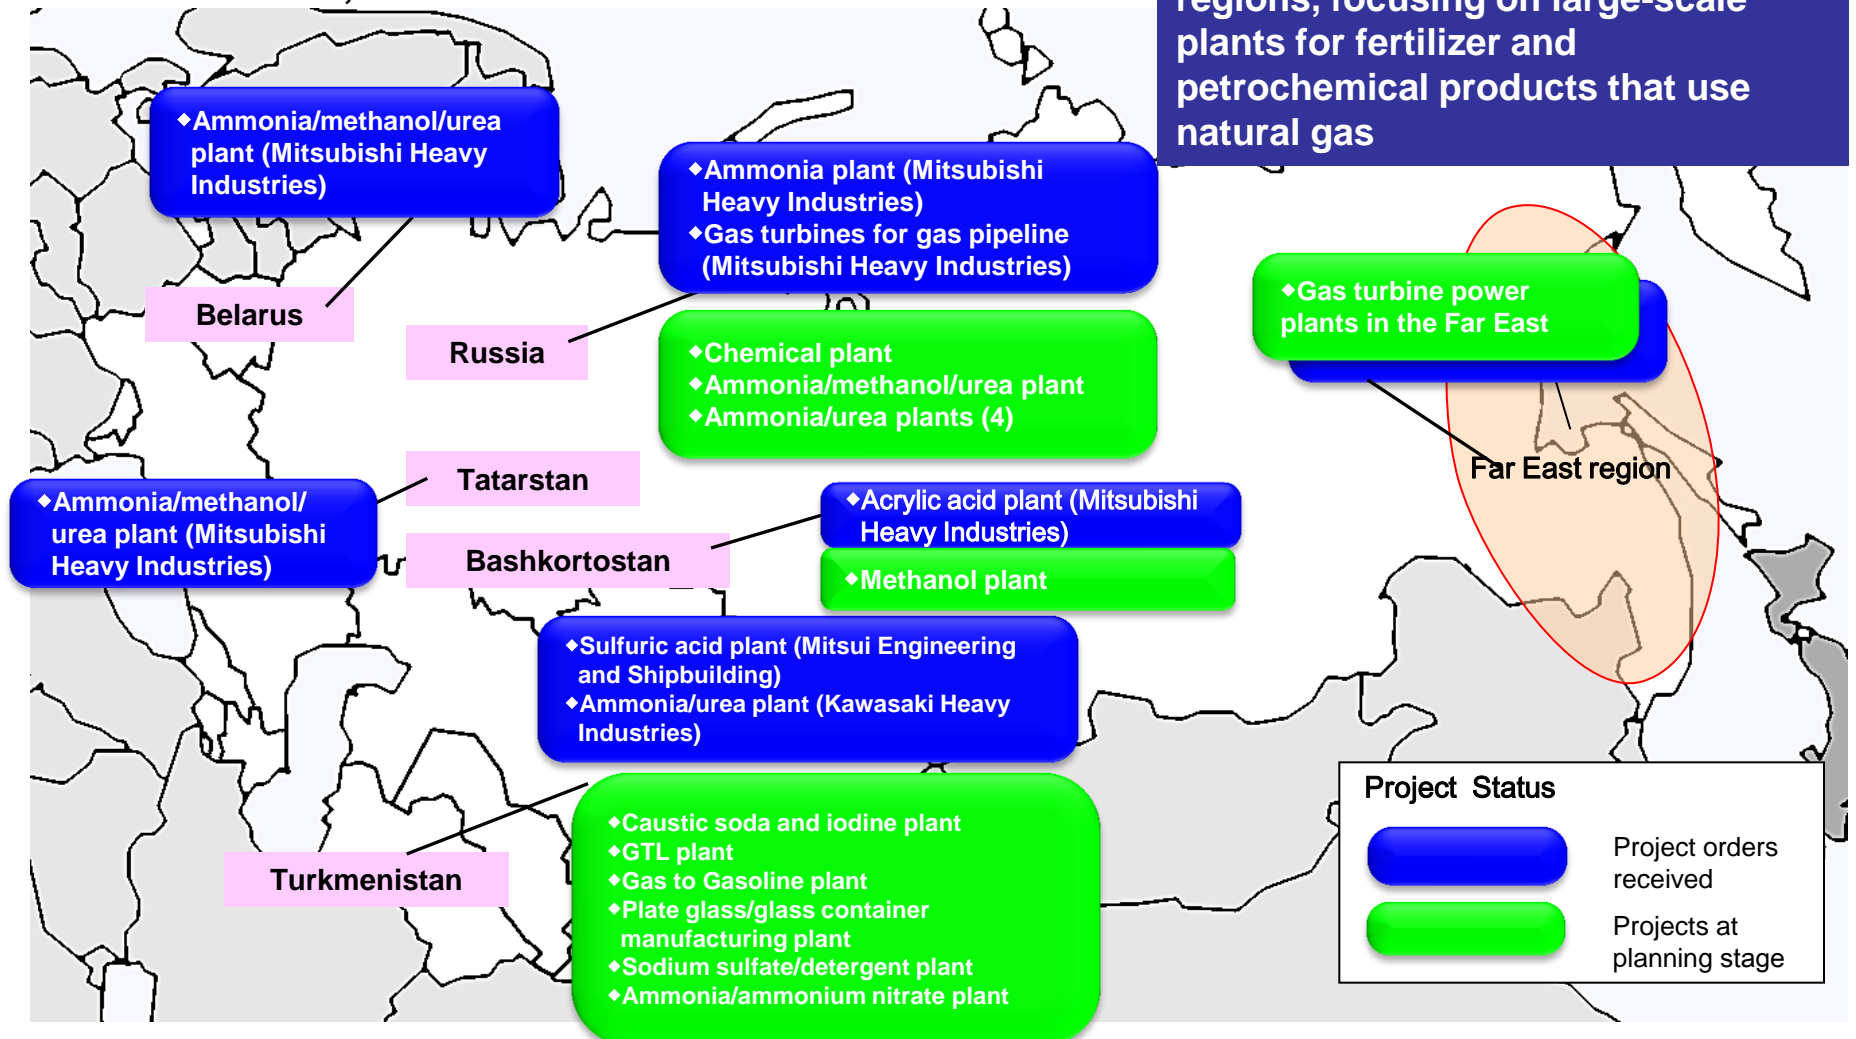 regions, focusing on large-scale
plants for fertilizer and
petrochemical products that use
natural gas
◆Ammonia/methanol/urea
plant (Mitsubishi Heavy
Industries)
◆Ammonia plant (Mitsubishi
Heavy Industries)
◆Gas turbines for gas pipeline
(Mitsubishi Heavy Industries)
◆Gas turbine power
plants in the Far East
Belarus
Russia
◆Chemical plant
◆Ammonia/methanol/urea plant
◆Ammonia/urea plants (4)
Far East region
Tatarstan
◆Ammonia/methanol/
urea plant (Mitsubishi
Heavy Industries)
◆Acrylic acid plant (Mitsubishi
Heavy Industries)
Bashkortostan
◆Methanol plant
◆Sulfuric acid plant (Mitsui Engineering
and Shipbuilding)
◆Ammonia/urea plant (Kawasaki Heavy
Industries)
Turkmenistan
◆Caustic soda and iodine plant
◆GTL plant
◆Gas to Gasoline plant
◆Plate glass/glass container
manufacturing plant
◆Sodium sulfate/detergent plant
◆Ammonia/ammonium nitrate plant
Project Status
Project orders
received
Projects at
planning stage